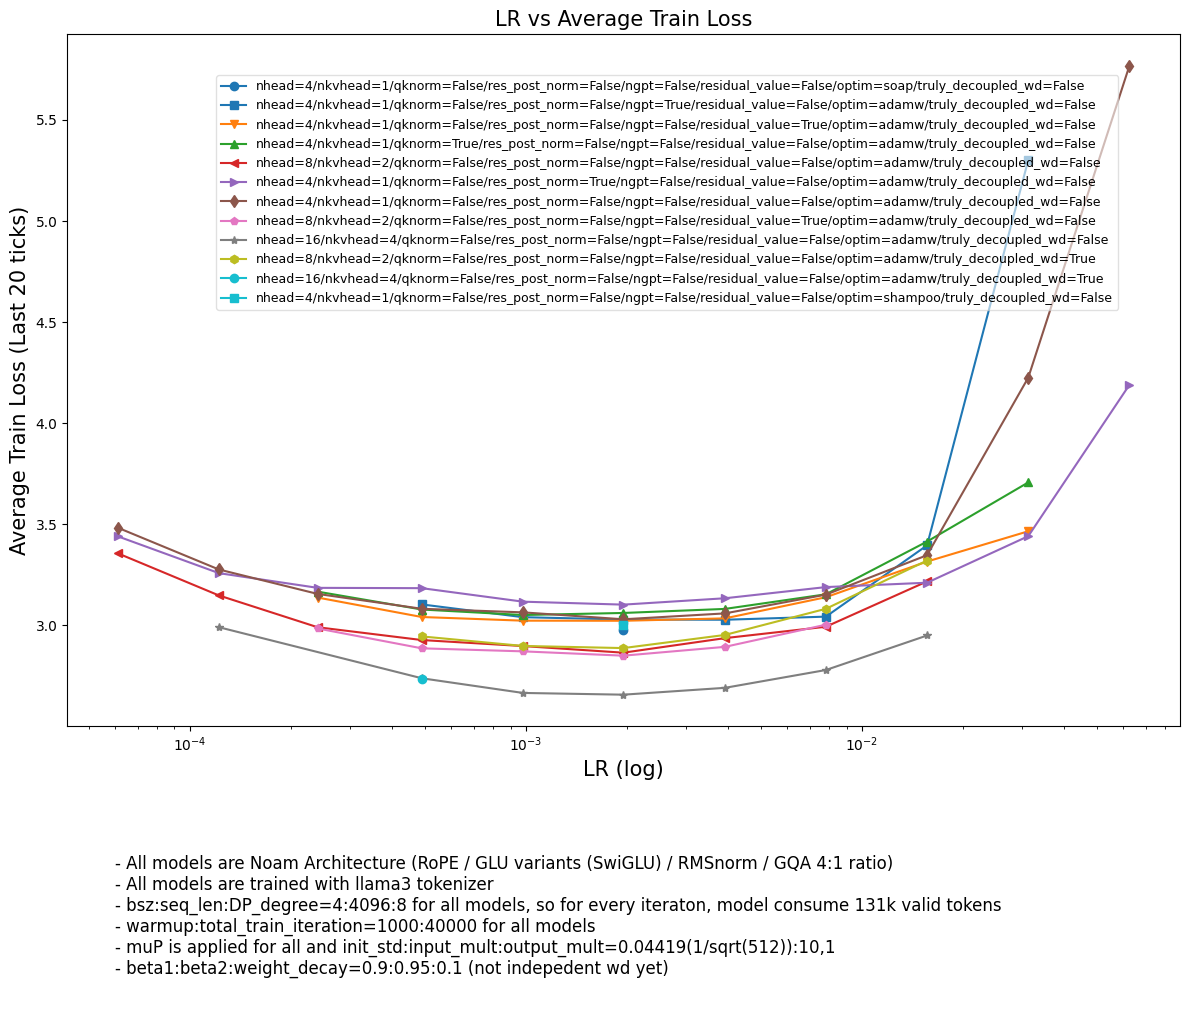 LR vs Average Train Loss
nhead=4/nkvhead=1/qknorm=False/res_post_norm=False/ngpt=False/residual_value=False/optim=soap/truly_decoupled_wd=False
nhead=4/nkvhead=1/qknorm=False/res_post_norm=False/ngpt=True/residual_value=False/optim=adamw/truly_decoupled_wd=False
nhead=4/nkvhead=1/qknorm=False/res_post_norm=False/ngpt=False/residual_value=True/optim=adamw/truly_decoupled_wd=False
nhead=4/nkvhead=1/qknorm=True/res_post_norm=False/ngpt=False/residual_value=False/optim=adamw/truly_decoupled_wd=False
nhead=8/nkvhead=2/qknorm=False/res_post_norm=False/ngpt=False/residual_value=False/optim=adamw/truly_decoupled_wd=False
nhead=4/nkvhead=1/qknorm=False/res_post_norm=True/ngpt=False/residual_value=False/optim=adamw/truly_decoupled_wd=False
nhead=4/nkvhead=1/qknorm=False/res_post_norm=False/ngpt=False/residual_value=False/optim=adamw/truly_decoupled_wd=False
nhead=8/nkvhead=2/qknorm=False/res_post_norm=False/ngpt=False/residual_value=True/optim=adamw/truly_decoupled_wd=False
nhead=16/nkvhead=4/qknorm=False/res_post_norm=False/ngpt=False/residual_value=False/optim=adamw/truly_decoupled_wd=False
nhead=8/nkvhead=2/qknorm=False/res_post_norm=False/ngpt=False/residual_value=False/optim=adamw/truly_decoupled_wd=True
nhead=16/nkvhead=4/qknorm=False/res_post_norm=False/ngpt=False/residual_value=False/optim=adamw/truly_decoupled_wd=True
nhead=4/nkvhead=1/qknorm=False/res_post_norm=False/ngpt=False/residual_value=False/optim=shampoo/truly_decoupled_wd=False
Average Train Loss (Last 20 ticks)
5.5
5.0
4.5
4.0
3.5
3.0
10⁻⁴
10⁻³
10⁻²
LR (log)
- All models are Noam Architecture (RoPE / GLU variants (SwiGLU) / RMSnorm / GQA 4:1 ratio)
- All models are trained with llama3 tokenizer
- bsz:seq_len:DP_degree=4:4096:8 for all models, so for every iteraton, model consume 131k valid tokens
- warmup:total_train_iteration=1000:40000 for all models
- muP is applied for all and init_std:input_mult:output_mult=0.04419(1/sqrt(512)):10,1
- beta1:beta2:weight_decay=0.9:0.95:0.1 (not indepedent wd yet)